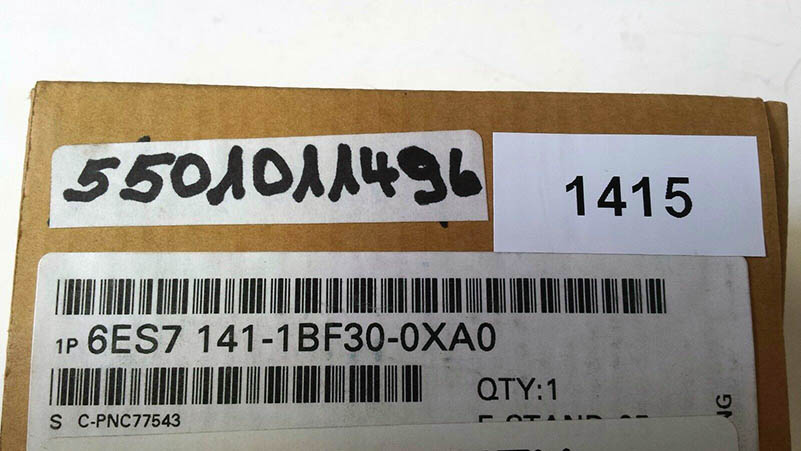 5501011496
1415
1P 6ES7 141-1BF30-0XA0
QTY:1
S C-PNC77543